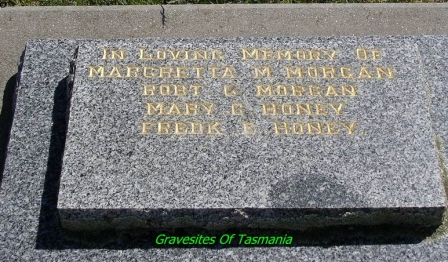 In Loving Memory Of
MARGHETTA M. MORGAN
ROBT G MORGAN
MARY C HONEY
FREDK E HONEY
Gravesites Of Tasmania